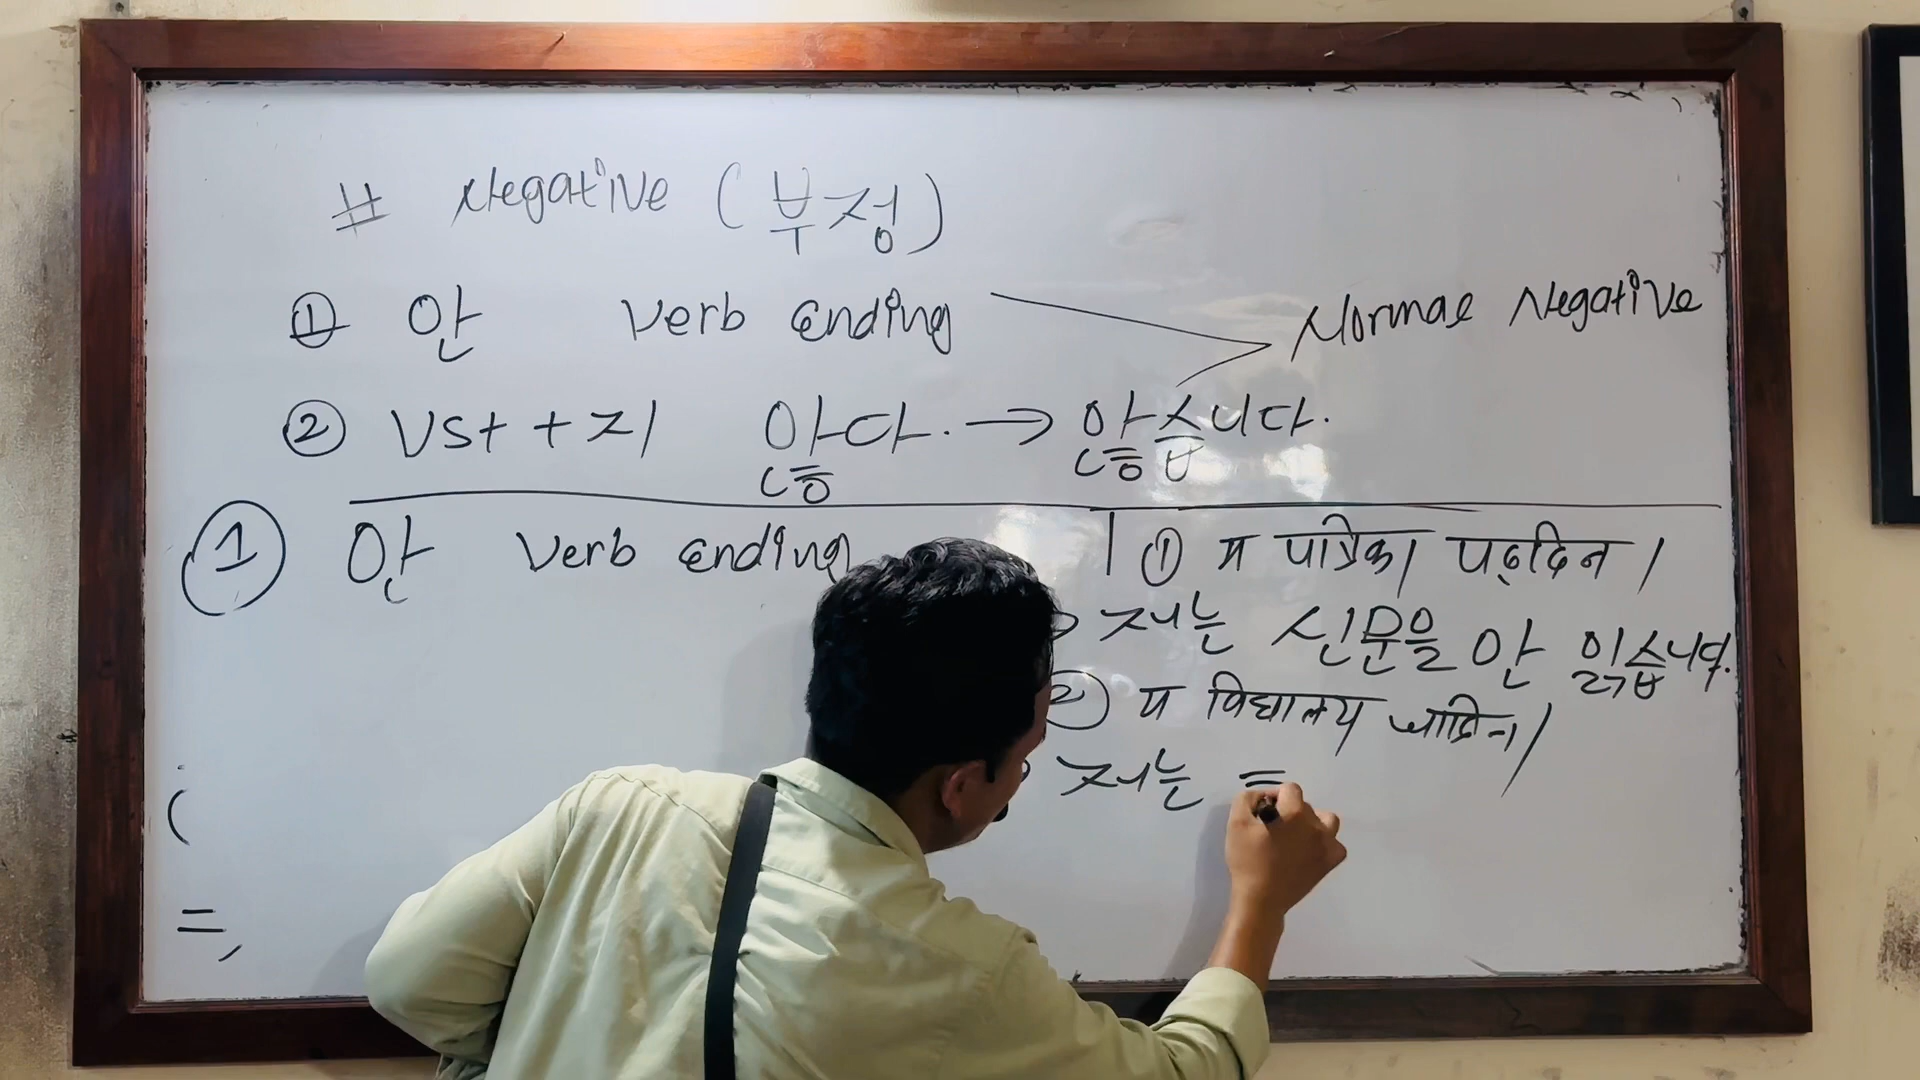 # Negative (부정)
① 안 verb ending
Normal Negative
② Vst + 지 않다. → 않습니다.
① 안 verb ending
① म पत्रिका पढ्दिन ।
저는 신문을 안 읽습니다.
② म विद्यालय जादिन ।
저는
(
=,